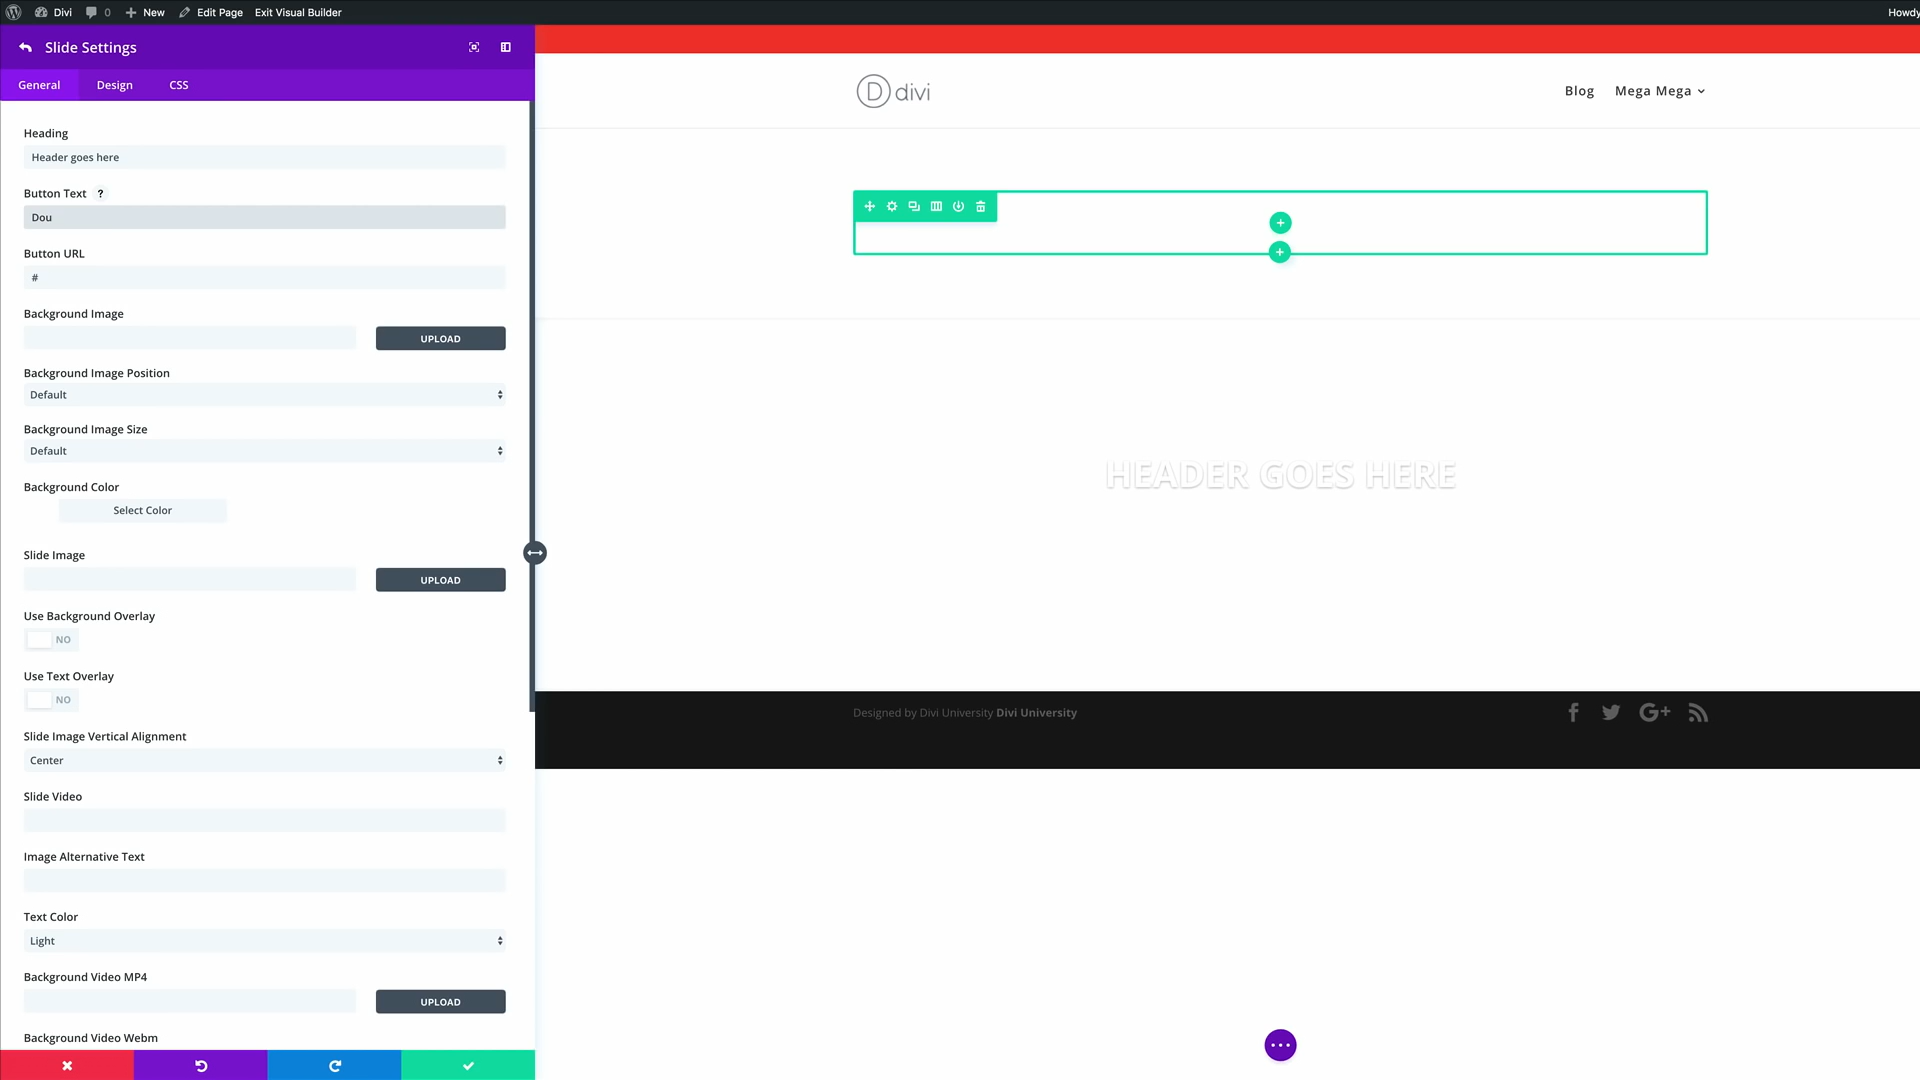 Divi
0
New
Edit Page
Exit Visual Builder
Howdy
Slide Settings
General
Design
CSS
Heading
Header goes here
Button Text ?
Dou
Button URL
#
Background Image
UPLOAD
Background Image Position
Default
Background Image Size
Default
Background Color
Select Color
Slide Image
UPLOAD
Use Background Overlay
NO
Use Text Overlay
NO
Slide Image Vertical Alignment
Center
Slide Video
Image Alternative Text
Text Color
Light
Background Video MP4
UPLOAD
Background Video Webm
D divi
Blog
Mega Mega
HEADER GOES HERE
Designed by Divi University Divi University
G+